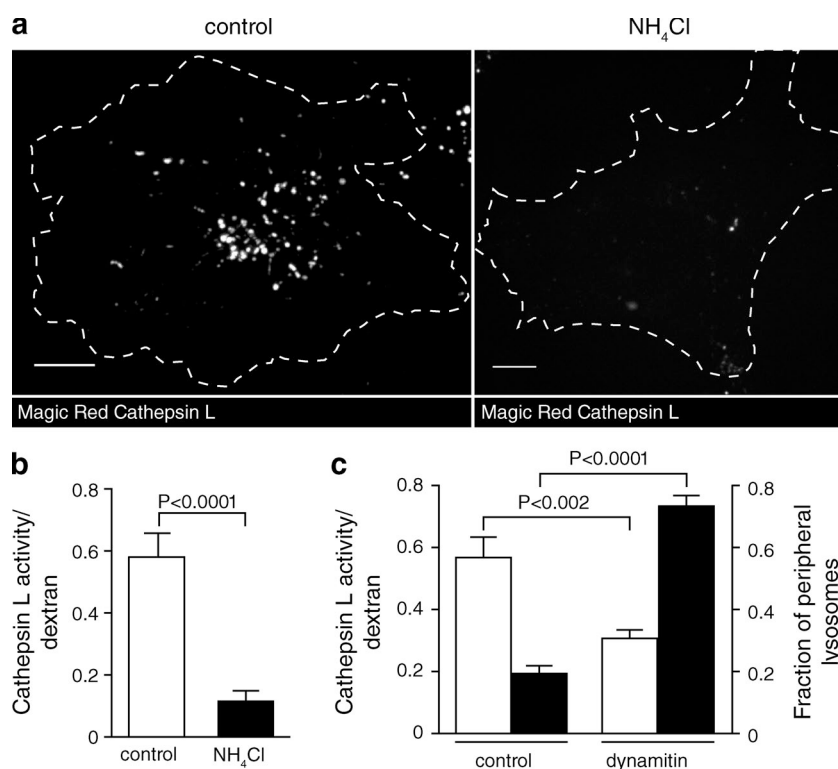 a
control
NH₄Cl
Magic Red Cathepsin L
Magic Red Cathepsin L
b
Cathepsin L activity/
dextran
0.8
0.6
0.4
0.2
0
P<0.0001
control
NH₄Cl
c
Cathepsin L activity/
dextran
0.8
0.6
0.4
0.2
0
P<0.0001
P<0.002
0.8
0.6
0.4
0.2
0
Fraction of peripheral
lysosomes
control
dynamitin